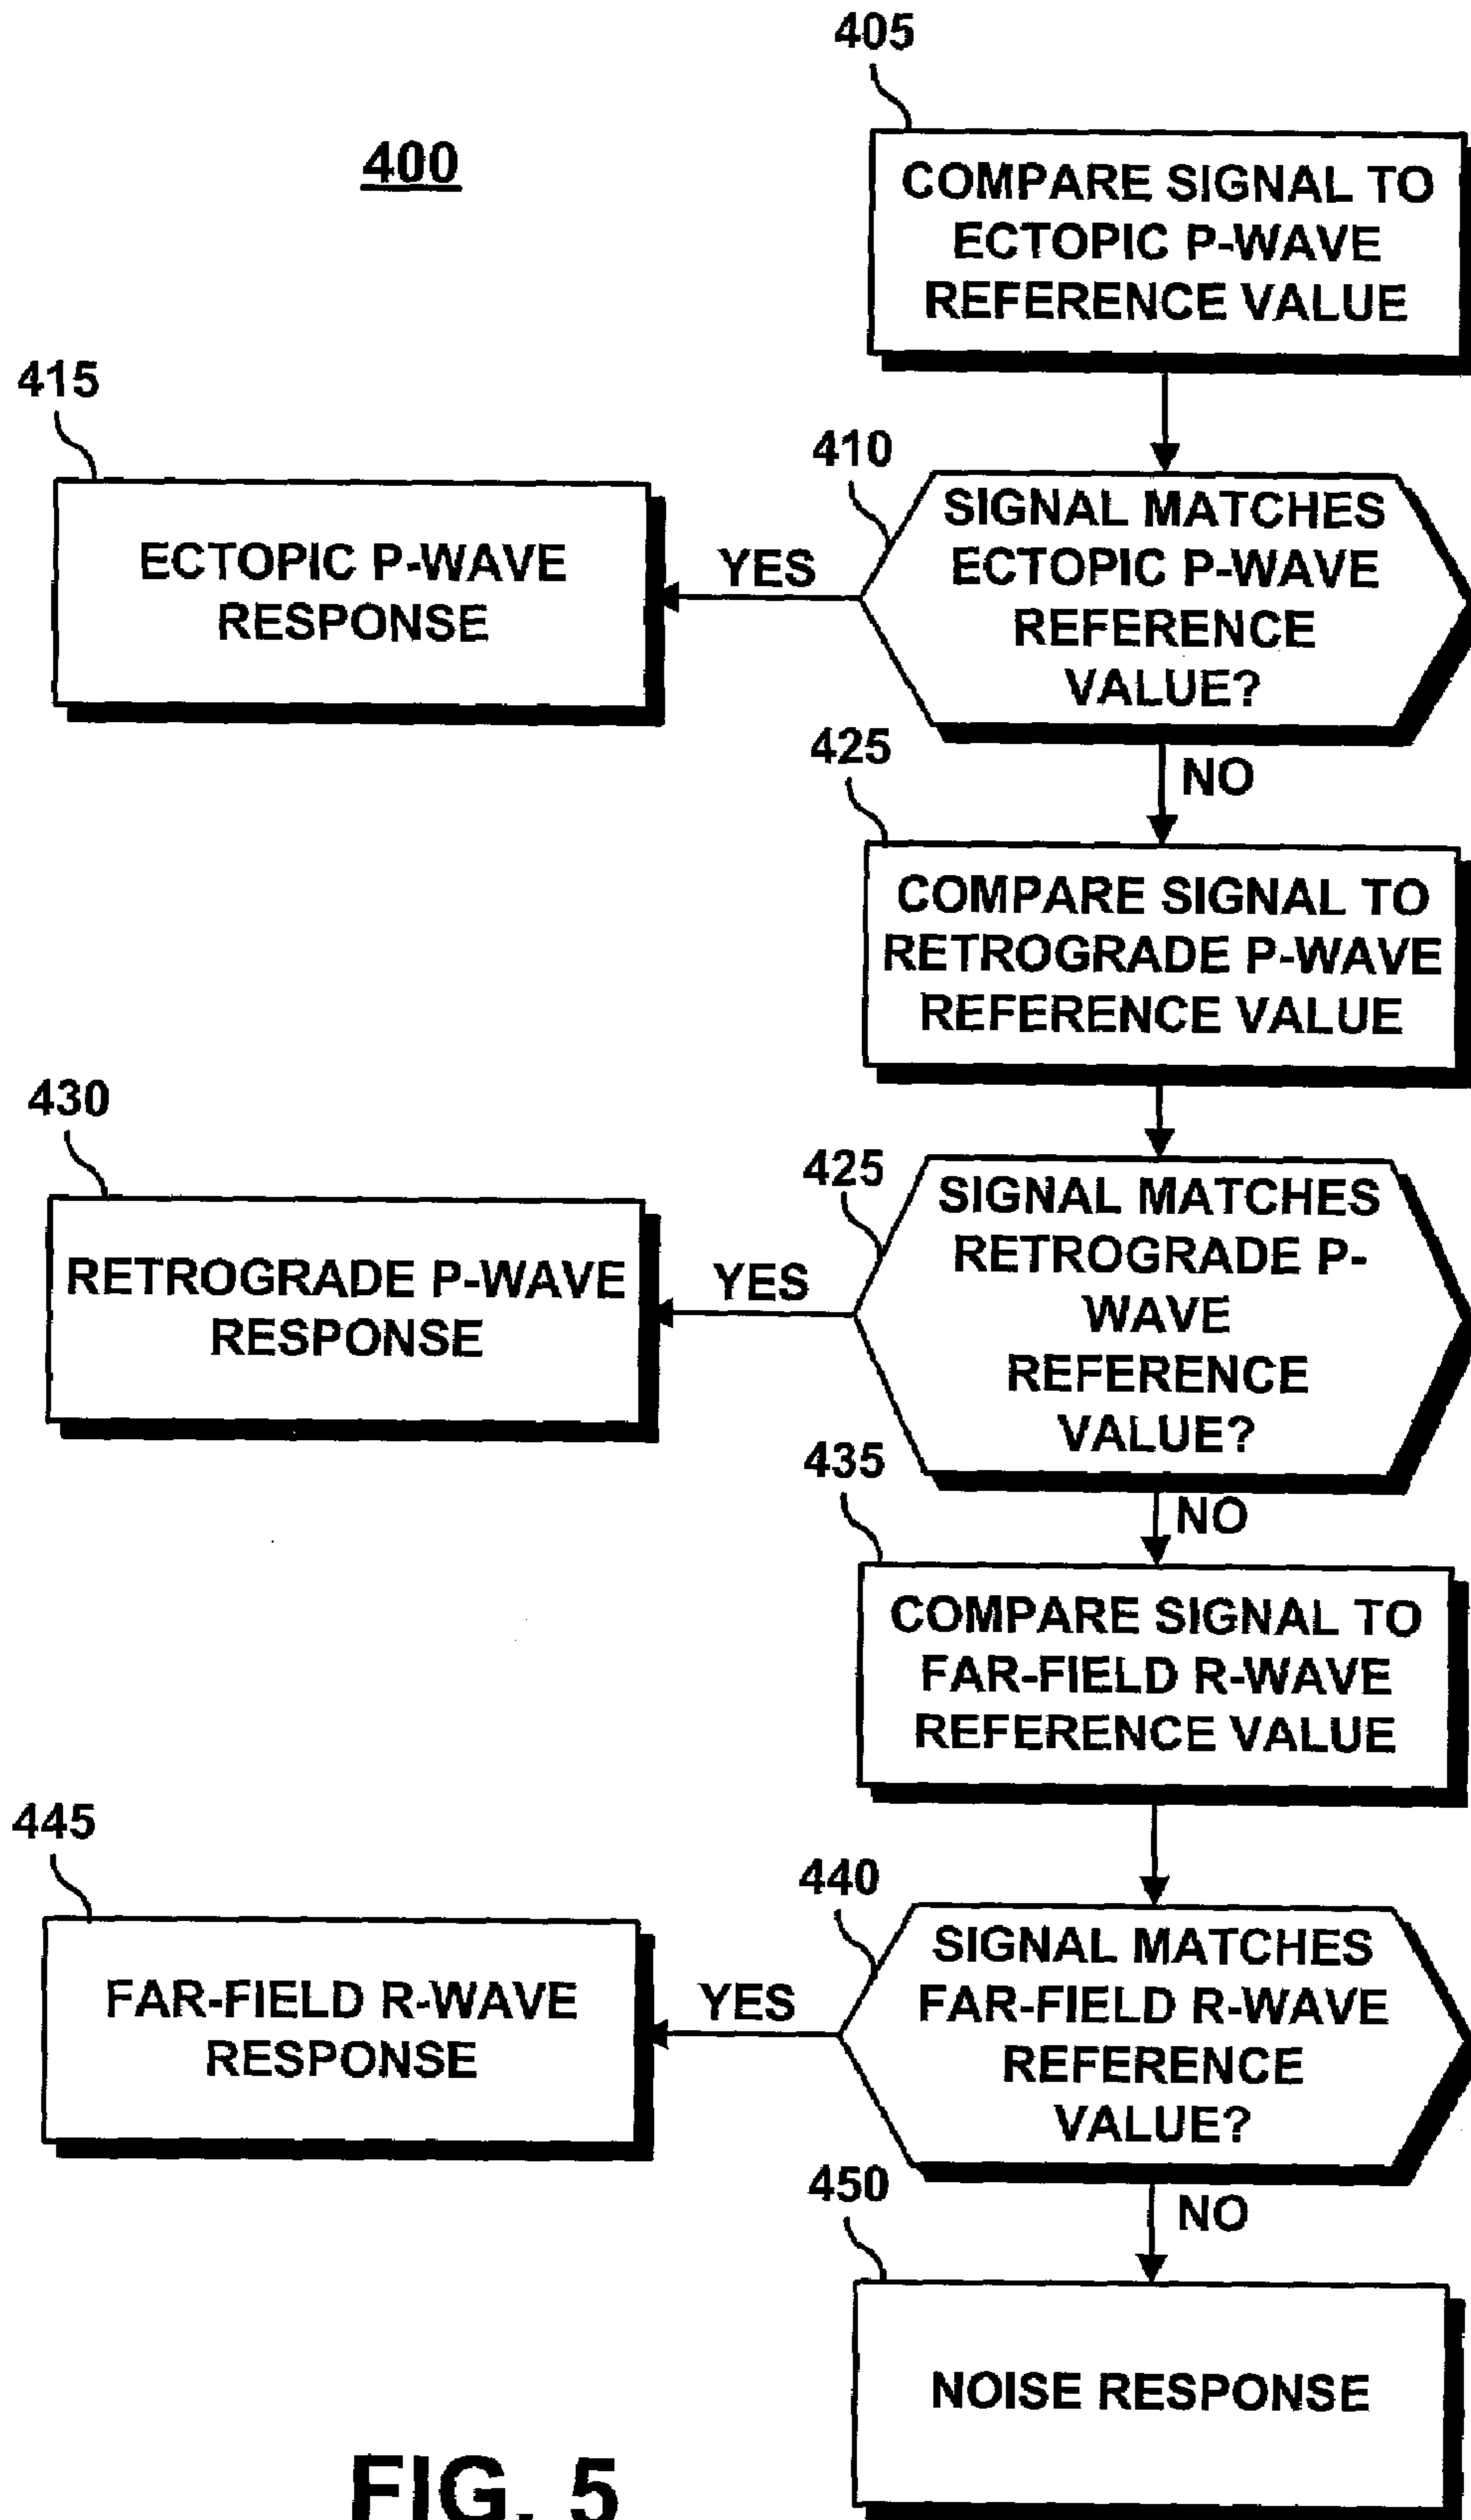 405
400
COMPARE SIGNAL TO
ECTOPIC P-WAVE
REFERENCE VALUE
415
410
ECTOPIC P-WAVE
RESPONSE
YES
SIGNAL MATCHES
ECTOPIC P-WAVE
REFERENCE
VALUE?
425
NO
COMPARE SIGNAL TO
RETROGRADE P-WAVE
REFERENCE VALUE
430
425
RETROGRADE P-WAVE
RESPONSE
YES
SIGNAL MATCHES
RETROGRADE P-
WAVE
REFERENCE
VALUE?
435
NO
COMPARE SIGNAL TO
FAR-FIELD R-WAVE
REFERENCE VALUE
445
440
FAR-FIELD R-WAVE
RESPONSE
YES
SIGNAL MATCHES
FAR-FIELD R-WAVE
REFERENCE
VALUE?
450
NO
NOISE RESPONSE
FIG. 5